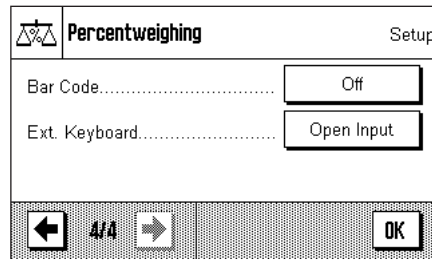 Percentweighing Setup
Bar Code................................ Off
Ext. Keyboard......................... Open Input
4/4 OK